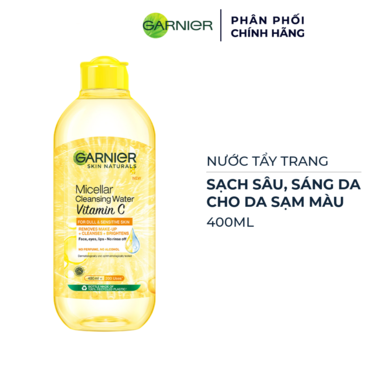 GARNIER
PHÂN PHỐI
CHÍNH HÃNG
GARNIER
SKIN NATURALS
Micellar
Cleansing Water
Vitamin C
FOR DULL & SENSITIVE SKIN
REMOVES MAKE-UP
+ CLEANSES + BRIGHTENS
Face, eyes, lips - No rinse off
400 ml
NƯỚC TẨY TRANG
SẠCH SÂU, SÁNG DA
CHO DA SẠM MÀU
400ML